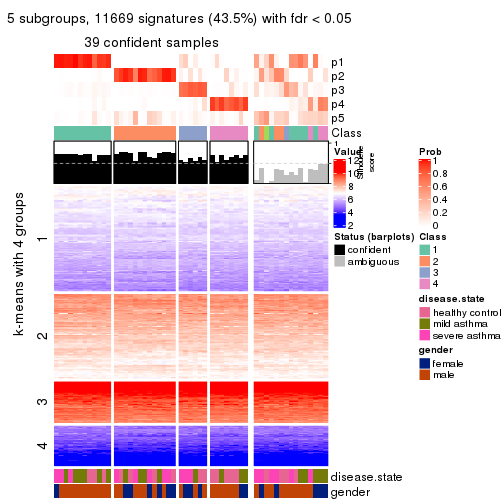 5 subgroups, 11669 signatures (43.5%) with fdr < 0.05
39 confident samples
p1
p2
p3
p4
p5
Class
k-means with 4 groups
1
2
3
4
Value
12
10
8
6
4
2
Silhouette
score
1
Status (barplots)
confident
ambiguous
Prob
1
0.8
0.6
0.4
0.2
0
Class
1
2
3
4
disease.state
healthy control
mild asthma
severe asthma
gender
female
male
disease.state
gender